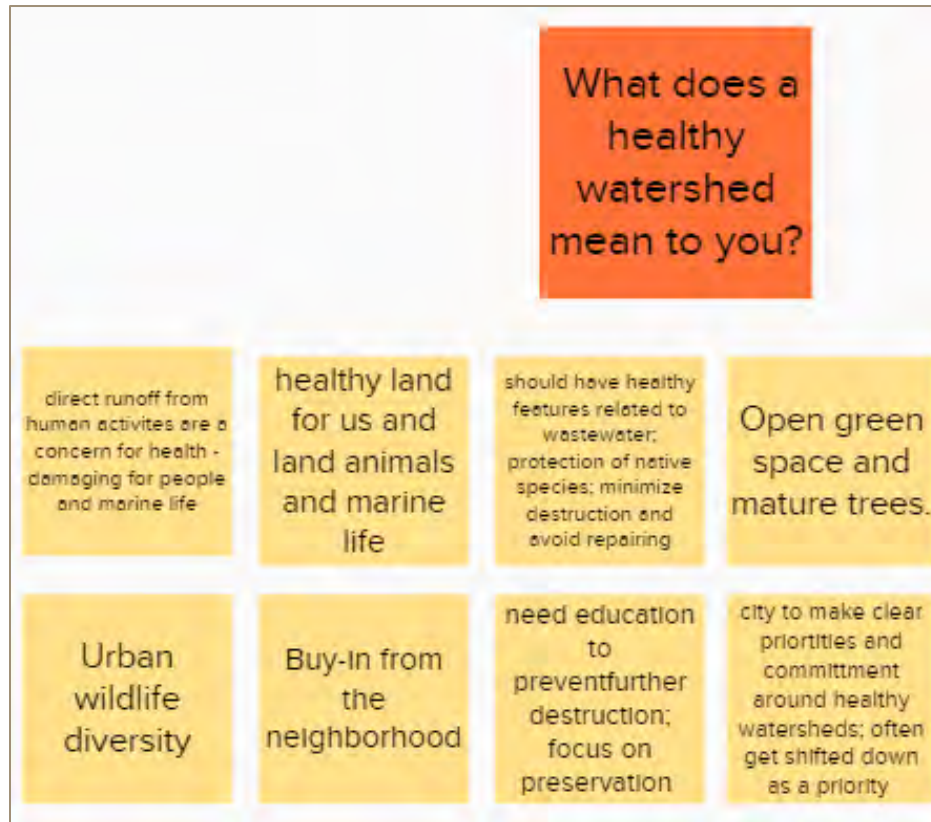 What does a
healthy
watershed
mean to you?
direct runoff from
human activites are a
concern for health -
damaging for people
and marine life
healthy land
for us and
land animals
and marine
life
should have healthy
features related to
wastewater;
protection of native
species; minimize
destruction and
avoid repairing
Open green
space and
mature trees.
Urban
wildlife
diversity
Buy-in from
the
neighborhood
need education
to
preventfurther
destruction;
focus on
preservation
city to make clear
priortities and
committment
around healthy
watersheds; often
get shifted down
as a priority